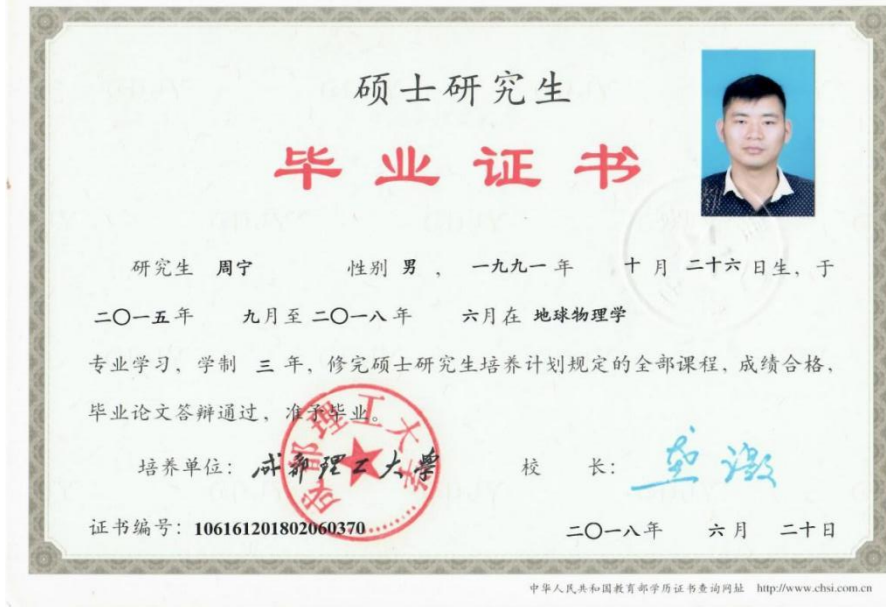 硕士研究生
毕业证书
研究生 周宁 性别 男 ， 一九九一 年 十 月 二十六 日生，于
二〇一五 年 九月至 二〇一八 年 六月在 地球物理学
专业学习，学制 三 年，修完硕士研究生培养计划规定的全部课程，成绩合格，
毕业论文答辩通过，准予毕业。
培养单位：成都理工大学 校 长：
成都理工大学
证书编号：106161201802060370 二〇一八年 六 月 二十日
中华人民共和国教育部学历证书查询网址 http://www.chsi.com.cn